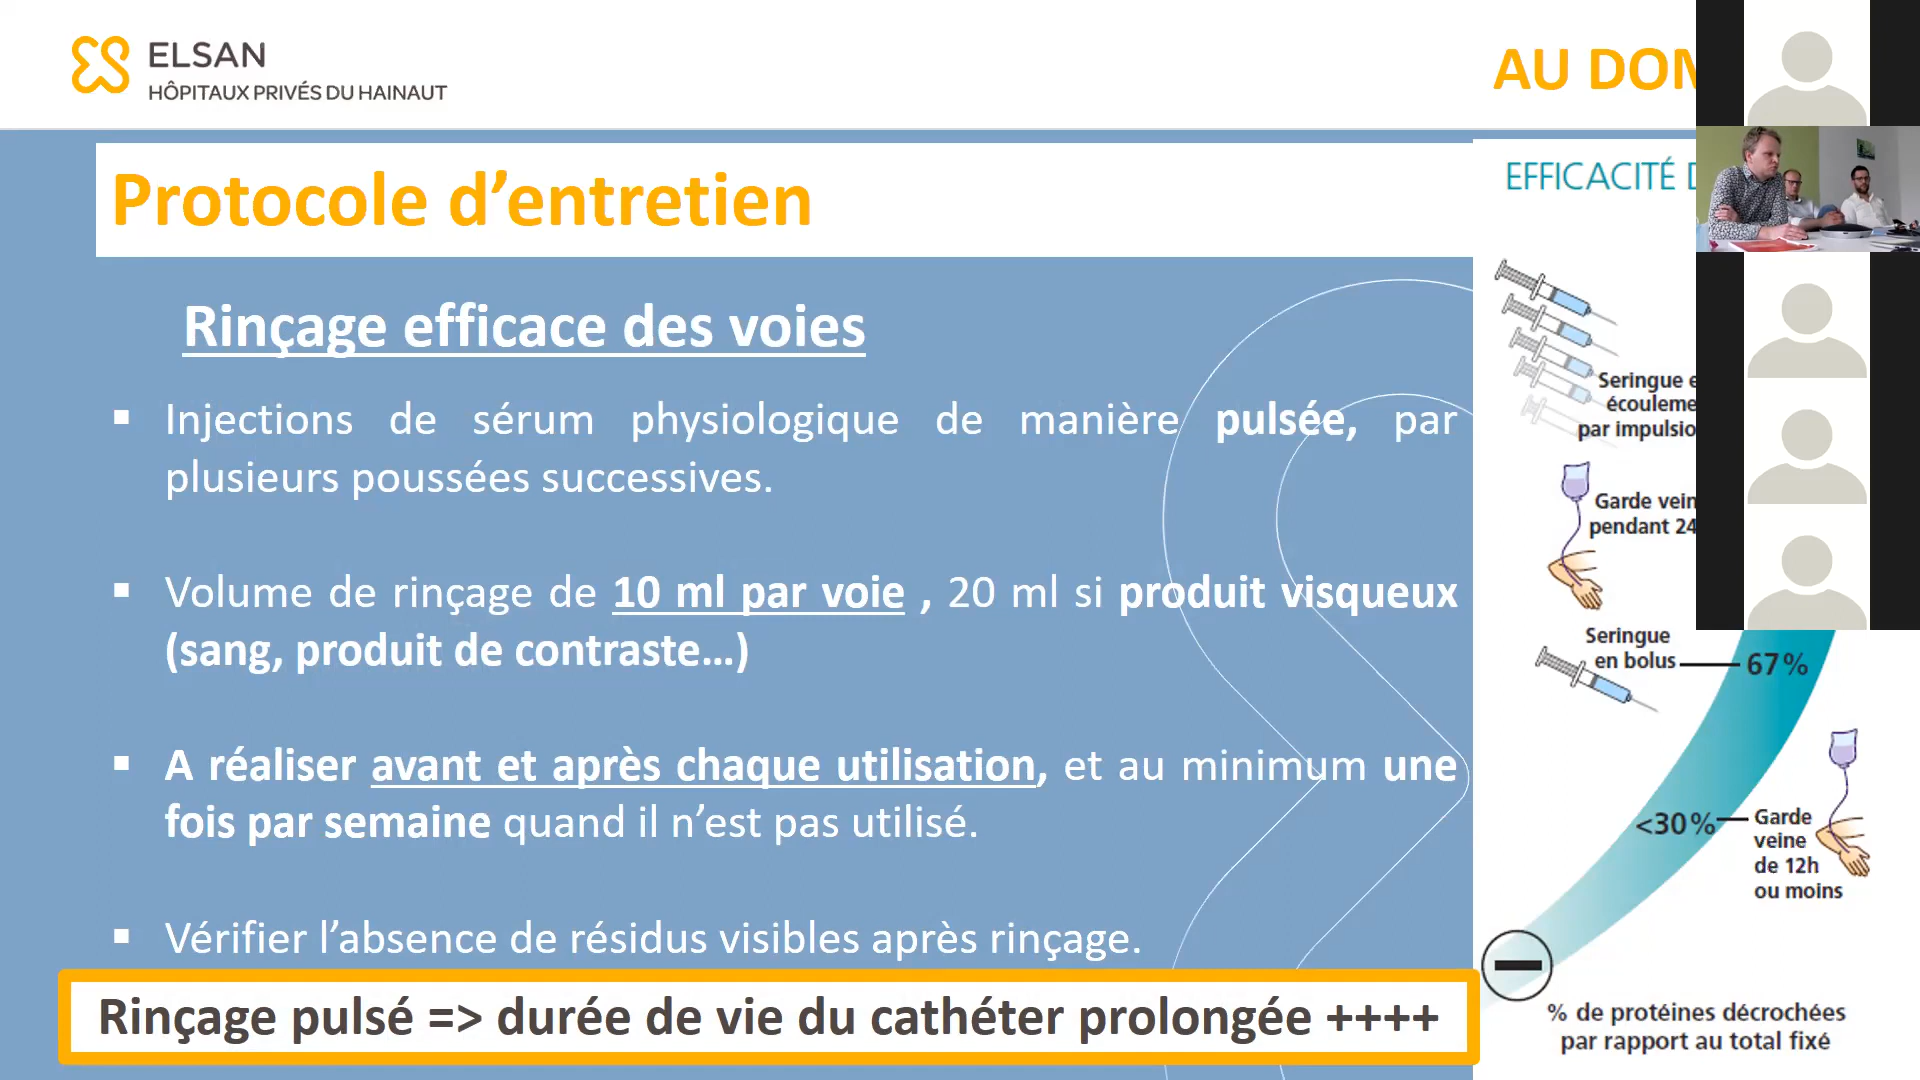 ELSAN
HÔPITAUX PRIVÉS DU HAINAUT
AU
Protocole d’entretien
Rinçage efficace des voies
▪ Injections de sérum physiologique de manière pulsée, par
plusieurs poussées successives.
▪ Volume de rinçage de 10 ml par voie , 20 ml si produit visqueux
(sang, produit de contraste…)
▪ A réaliser avant et après chaque utilisation, et au minimum une
fois par semaine quand il n’est pas utilisé.
▪ Vérifier l’absence de résidus visibles après rinçage.
Rinçage pulsé => durée de vie du cathéter prolongée ++++
EFFICACITÉ
Seringue
par
Garde
pendant 24
Seringue
en bolus
67%
<30%
Garde
veine
de 12h
ou moins
% de protéines décrochées
par rapport au total fixé